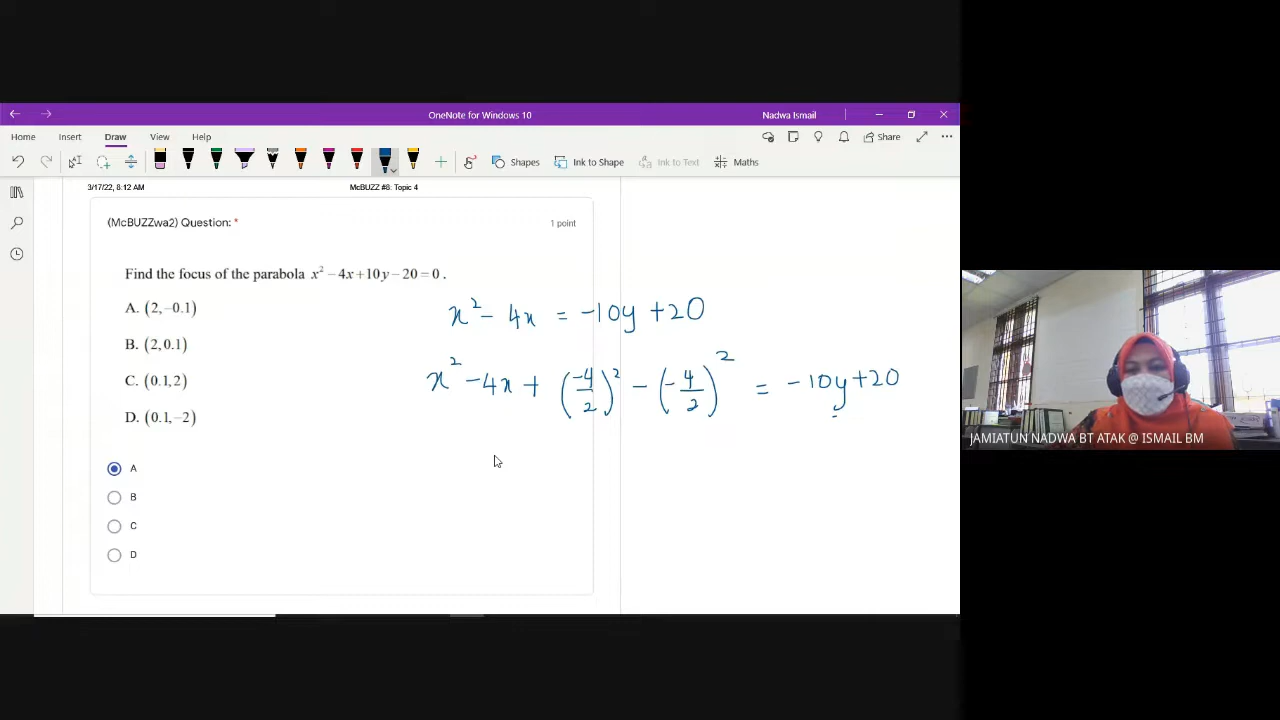 OneNote for Windows 10
Nadwa Ismail
Home Insert Draw View Help
Share
Shapes Ink to Shape Ink to Text Maths
3/17/22, 8:12 AM McBUZZ #8: Topic 4
(McBUZZwa2) Question: * 1 point
Find the focus of the parabola x² − 4x + 10y − 20 = 0 .
A. (2, −0.1)
B. (2, 0.1)
C. (0.1, 2)
D. (0.1, −2)
x² − 4x = −10y + 20
x² − 4x + (−4/2)² − (−4/2)² = −10y + 20
A
B
C
D
JAMIATUN NADWA BT ATAK @ ISMAIL BM